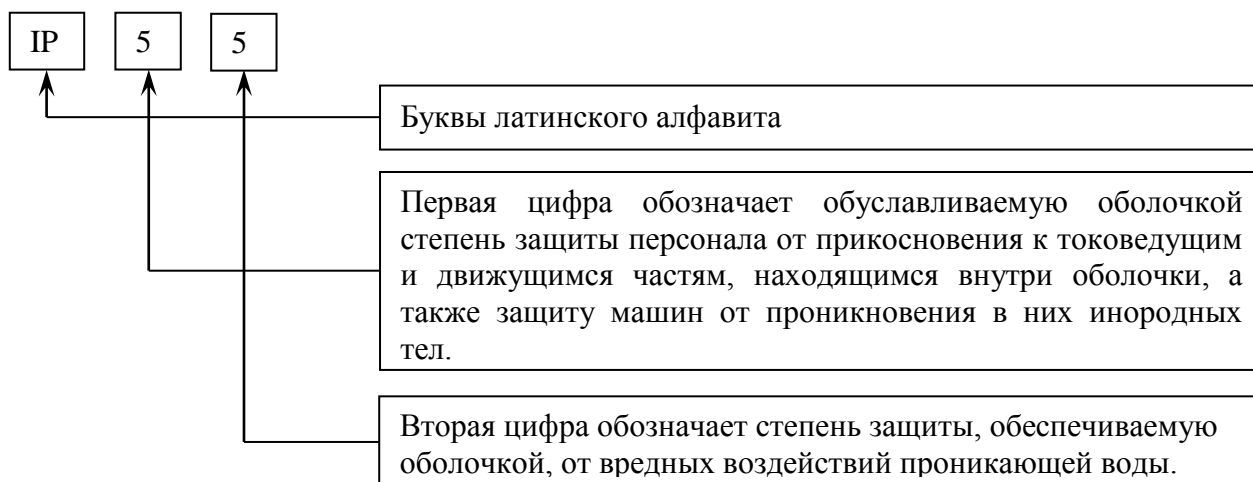 IP 5 5
Буквы латинского алфавита
Первая цифра обозначает обуславливаемую оболочкой
степень защиты персонала от прикосновения к токоведущим
и движущимся частям, находящимся внутри оболочки, а
также защиту машин от проникновения в них инородных
тел.
Вторая цифра обозначает степень защиты, обеспечиваемую
оболочкой, от вредных воздействий проникающей воды.